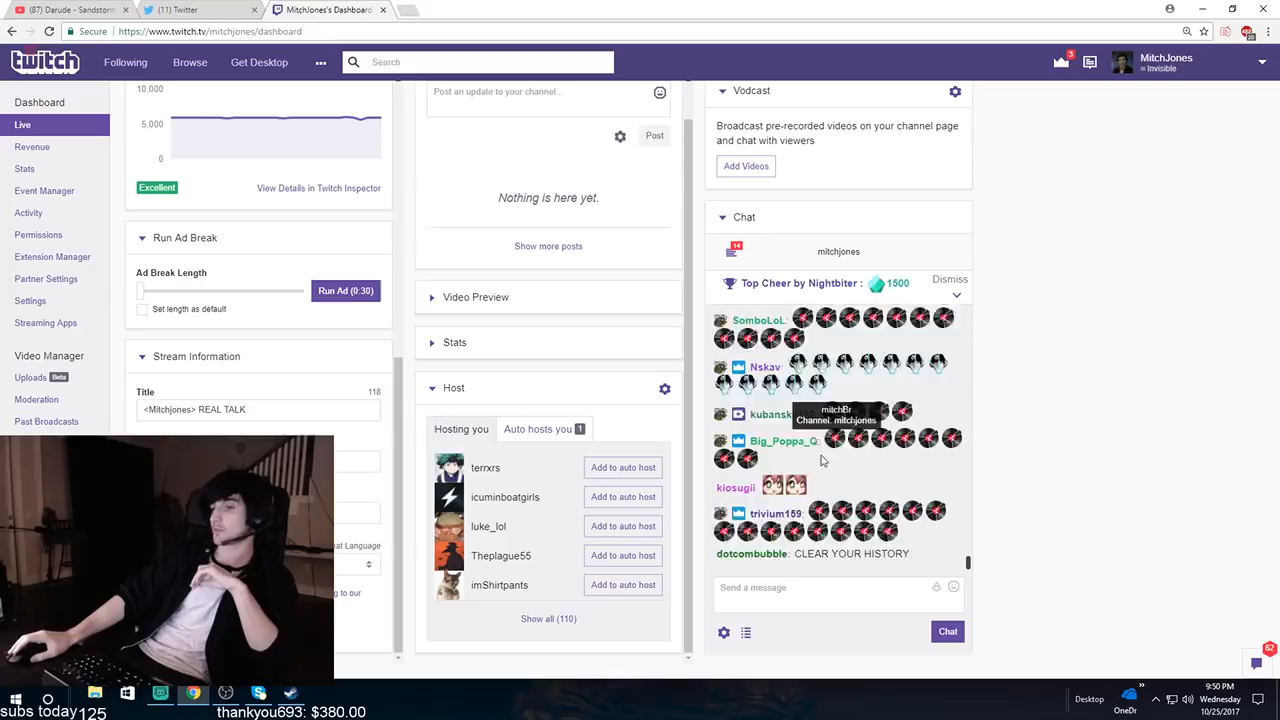 (87) Darude - Sandstorm
(11) Twitter
MitchJones's Dashboard
Secure
https://www.twitch.tv/mitchjones/dashboard
twitch
Following
Browse
Get Desktop
Search
3
MitchJones
Invisible
Dashboard
Live
Revenue
Stats
Event Manager
Activity
Permissions
Extension Manager
Partner Settings
Settings
Streaming Apps
Video Manager
Uploads Beta
Moderation
Past Broadcasts
10,000
5,000
0
Excellent
View Details in Twitch Inspector
Run Ad Break
Ad Break Length
Run Ad (0:30)
Set length as default
Stream Information
Title
118
<Mitchjones> REAL TALK
Language
Post an update to your channel...
Post
Nothing is here yet.
Show more posts
Video Preview
Stats
Host
Hosting you
Auto hosts you 1
terrxrs
Add to auto host
icuminboatgirls
Add to auto host
luke_lol
Add to auto host
Theplague55
Add to auto host
imShirtpants
Add to auto host
Show all (110)
Vodcast
Broadcast pre-recorded videos on your channel page
and chat with viewers
Add Videos
Chat
14
mitchjones
Top Cheer by Nightbiter : 1500
Dismiss
SomboLoL:
Nskav:
kubansk
mitchBr
Channel: mitchjones
Big_Poppa_Q:
kiosugil
trivium159:
dotcombubble: CLEAR YOUR HISTORY
Send a message
Chat
62
subs today 125
thankyou693: $380.00
Desktop
OneDr
9:50 PM
Wednesday
10/25/2017